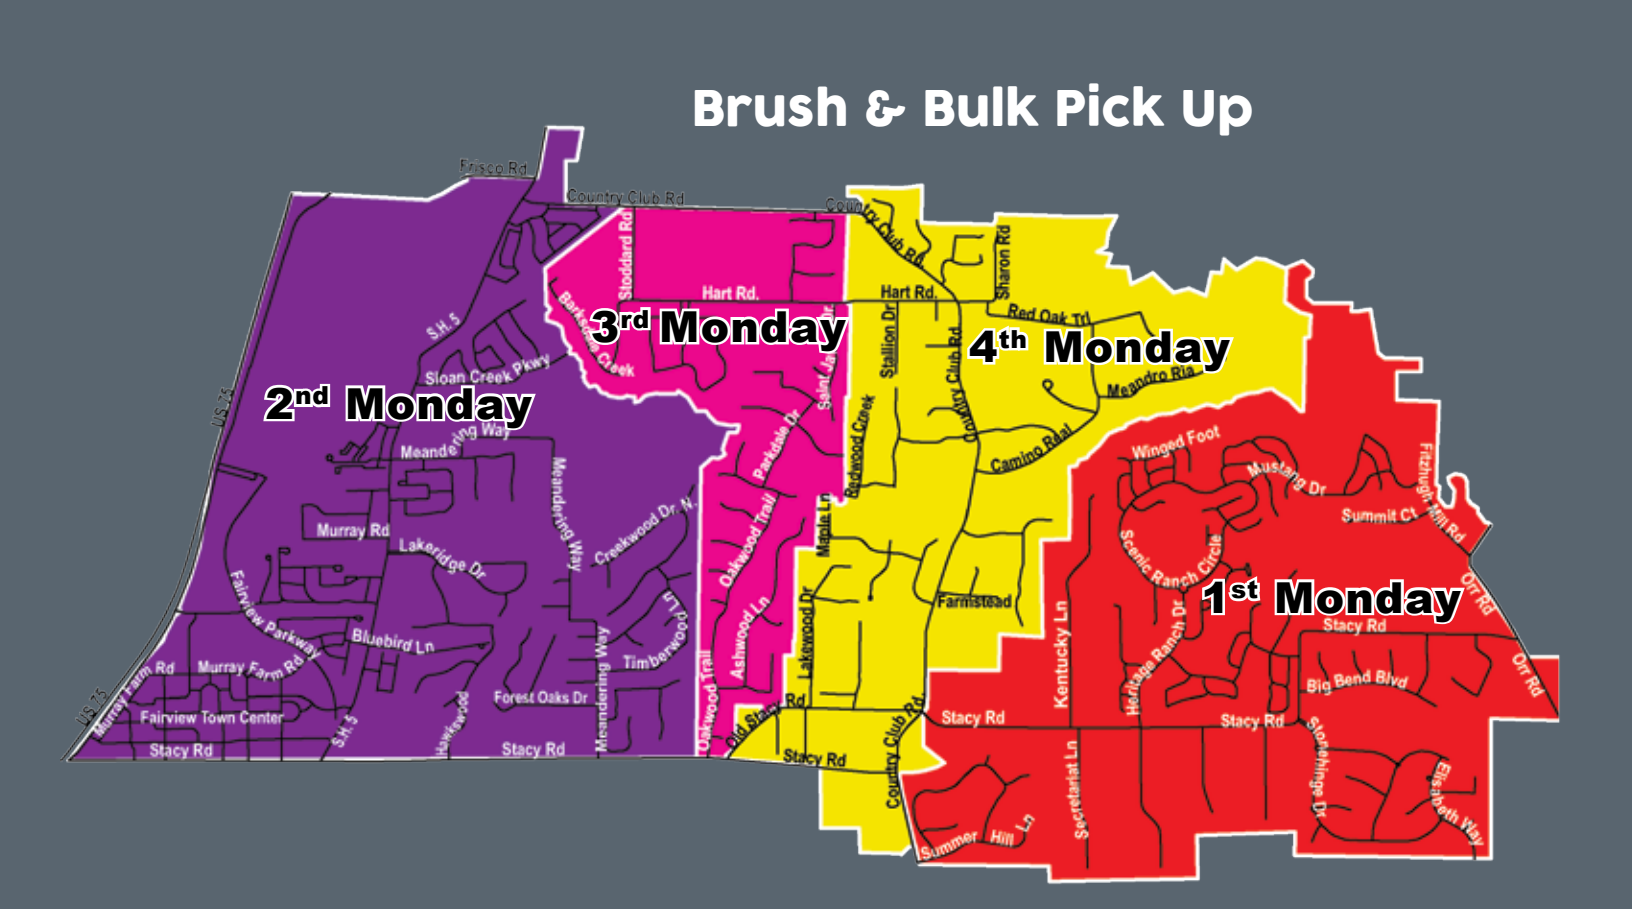 Brush & Bulk Pick Up
Frisco Rd
Country Club Rd
Country Club Rd.
Stoddard Rd
Sharon Rd
Hart Rd.
Hart Rd.
Red Oak Trl
Barksdale Creek
3rd Monday
4th Monday
S.H. 5
Stallion Dr
Country Club Rd
Sloan Creek Pkwy
Meandro Ria
2nd Monday
US 75
Meandering Way
Parkdale Dr
Redwood Creek
Camino Real
Winged Foot
Mustang Dr
Fitzhugh Mill Rd
Meandering Way
Murray Rd
Creekwood Dr. N.
Maple Ln
Summit Ct
Lakeridge Dr
Oakwood Trail
Scenic Ranch Circle
1st Monday
Orr Rd
Fairview Parkway
Farmstead
Stacy Rd
Timberwood Ln
Ashwood Ln
Lakewood Dr
Kentucky Ln
Heritage Ranch Dr
Bluebird Ln
Murray Farm Rd
Murray Farm Rd
Meandering Way
Oakwood Trail
Big Bend Blvd
Orr Rd
US 75
Forest Oaks Dr
Old Stacy Rd
Country Club Rd.
Stacy Rd
Stacy Rd
Fairview Town Center
S.H. 5
Hawkswood
Stacy Rd
Stacy Rd
Stacy Rd
Secretariat Ln
Stonehinge Dr
Elisabeth Way
Summer Hill Ln